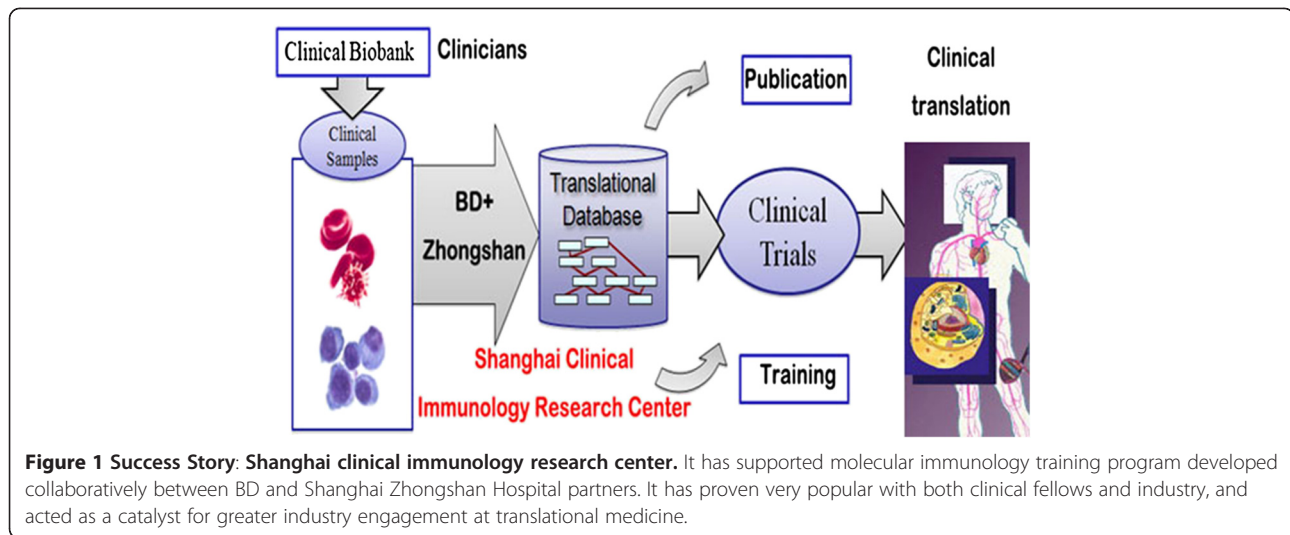 Clinical Biobank
Clinicians
Clinical
Samples
BD+
Zhongshan
Translational
Database
Publication
Clinical
Trials
Clinical
translation
Shanghai Clinical
Immunology Research Center
Training
Figure 1 Success Story: Shanghai clinical immunology research center. It has supported molecular immunology training program developed
collaboratively between BD and Shanghai Zhongshan Hospital partners. It has proven very popular with both clinical fellows and industry, and
acted as a catalyst for greater industry engagement at translational medicine.